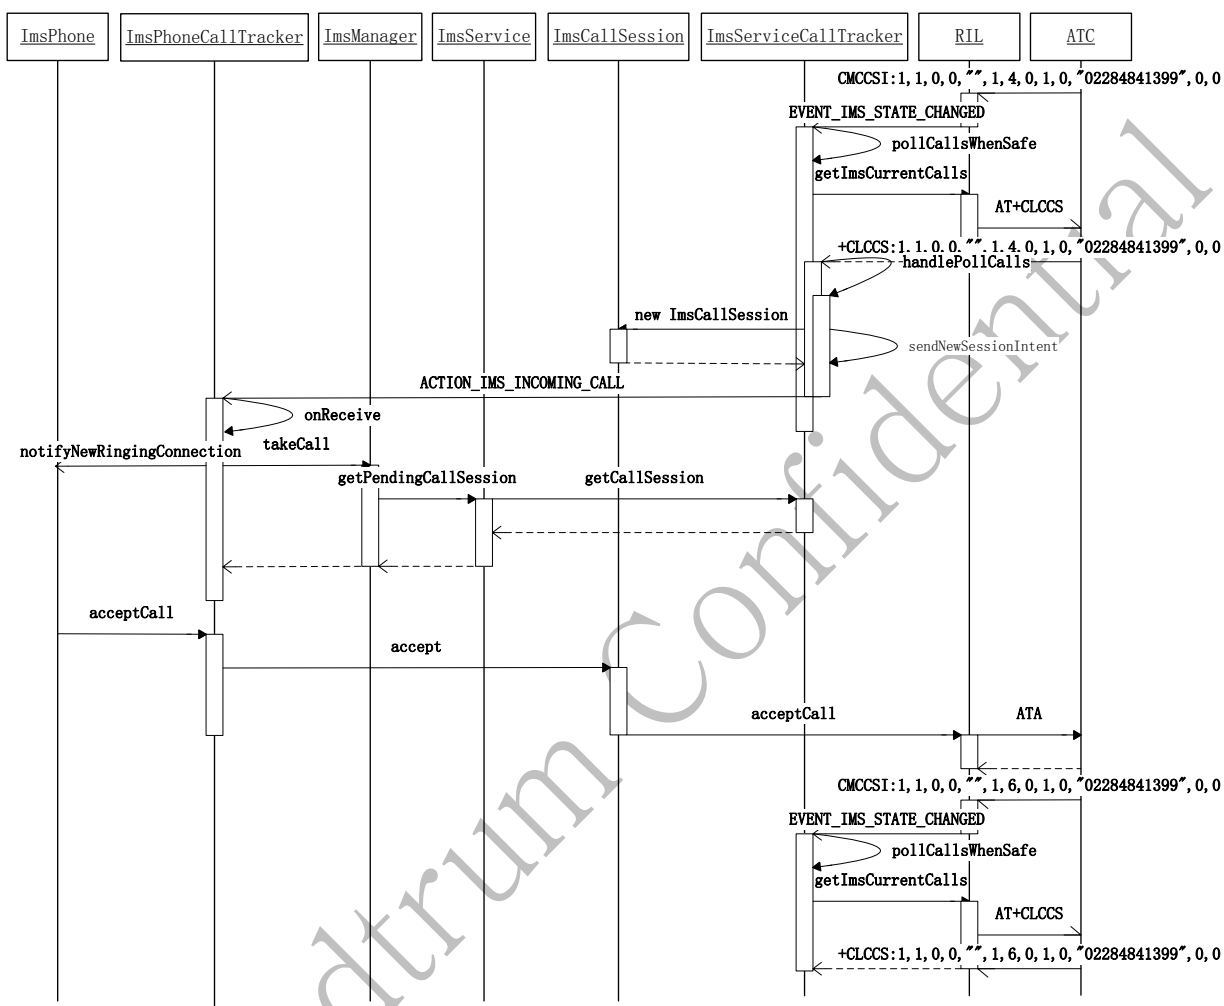 ImsPhone
ImsPhoneCallTracker
ImsManager
ImsService
ImsCallSession
ImsServiceCallTracker
RIL
ATC
CMCCSI:1,1,0,0,"",1,4,0,1,0,"02284841399",0,0
EVENT_IMS_STATE_CHANGED
pollCallsWhenSafe
getImsCurrentCalls
AT+CLCCS
+CLCCS:1,1,0,0,"",1,4,0,1,0,"02284841399",0,0
handlePollCalls
new ImsCallSession
sendNewSessionIntent
ACTION_IMS_INCOMING_CALL
onReceive
takeCall
notifyNewRingingConnection
getPendingCallSession
getCallSession
acceptCall
accept
acceptCall
ATA
CMCCSI:1,1,0,0,"",1,6,0,1,0,"02284841399",0,0
EVENT_IMS_STATE_CHANGED
pollCallsWhenSafe
getImsCurrentCalls
AT+CLCCS
+CLCCS:1,1,0,0,"",1,6,0,1,0,"02284841399",0,0
dtrum Confidential